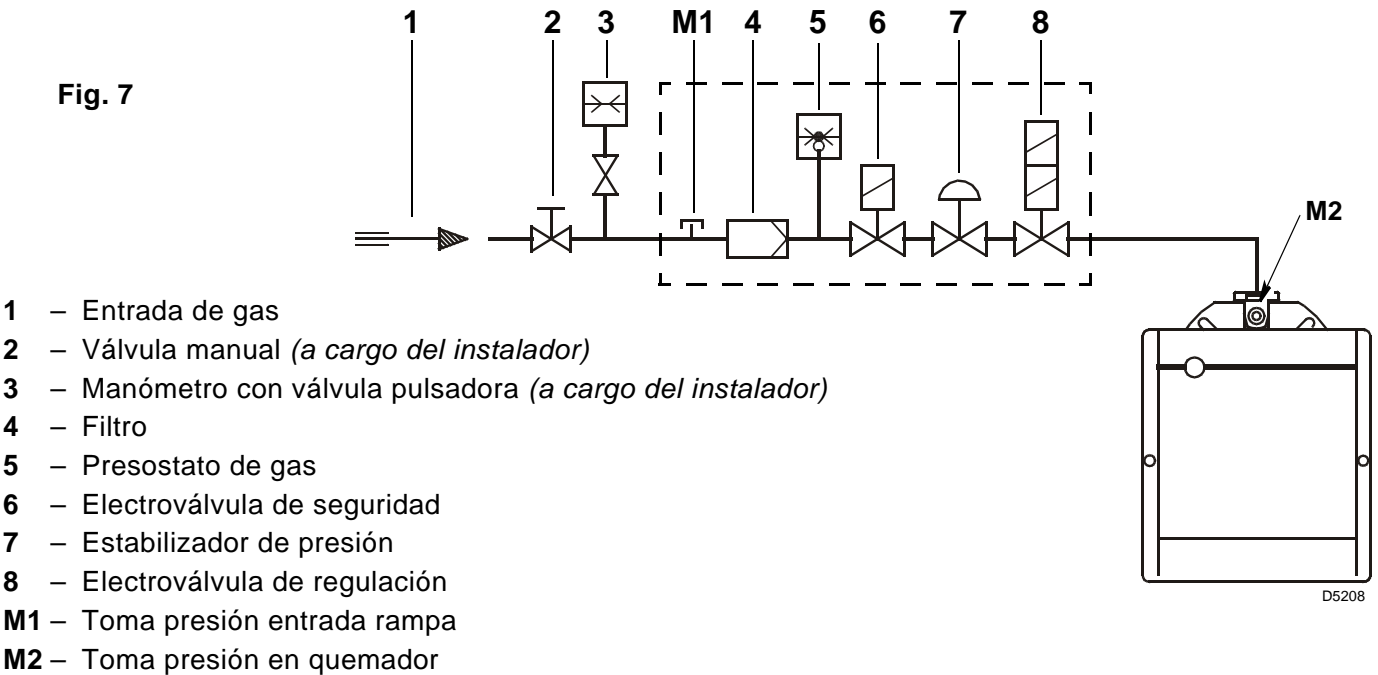 1 2 3 M1 4 5 6 7 8
Fig. 7
M2
1 – Entrada de gas
2 – Válvula manual (a cargo del instalador)
3 – Manómetro con válvula pulsadora (a cargo del instalador)
4 – Filtro
5 – Presostato de gas
6 – Electroválvula de seguridad
7 – Estabilizador de presión
8 – Electroválvula de regulación
D5208
M1 – Toma presión entrada rampa
M2 – Toma presión en quemador